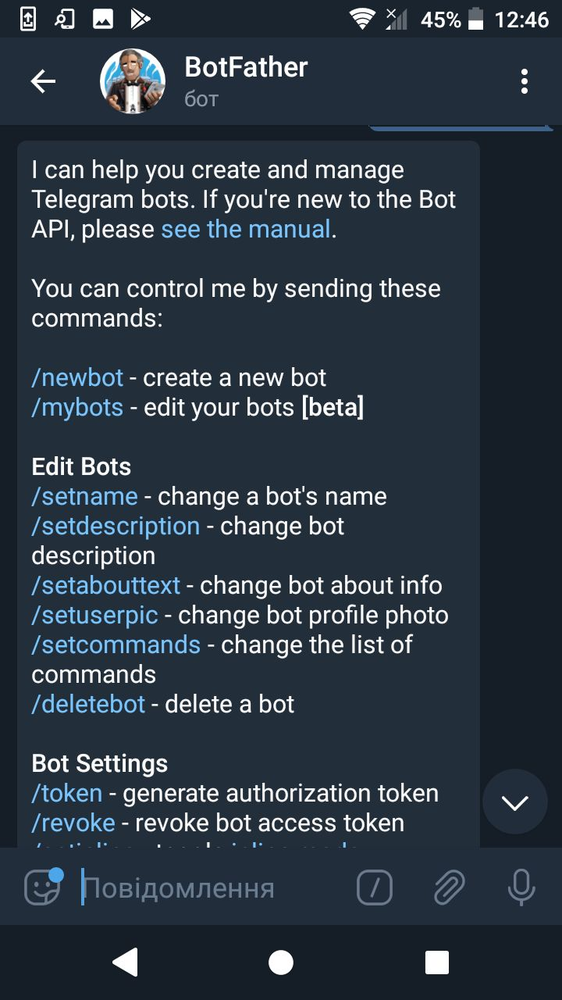 45% 12:46
BotFather
бот
I can help you create and manage
Telegram bots. If you're new to the Bot
API, please see the manual.
You can control me by sending these
commands:
/newbot - create a new bot
/mybots - edit your bots [beta]
Edit Bots
/setname - change a bot's name
/setdescription - change bot
description
/setabouttext - change bot about info
/setuserpic - change bot profile photo
/setcommands - change the list of
commands
/deletebot - delete a bot
Bot Settings
/token - generate authorization token
/revoke - revoke bot access token
Повідомлення